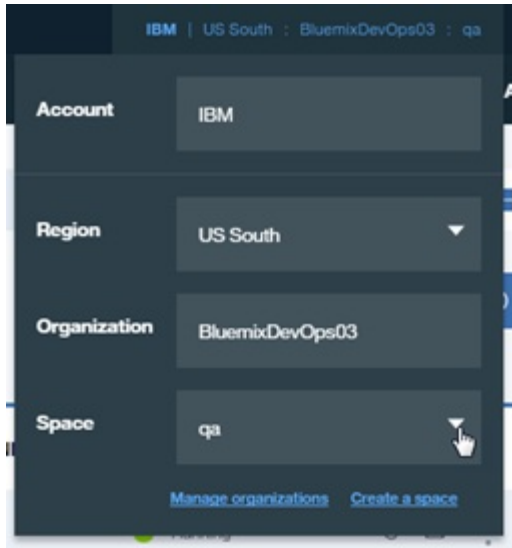 IBM | US South : BluemixDevOps03 : qa
Account
IBM
Region
US South
Organization
BluemixDevOps03
Space
qa
Manage organizations Create a space